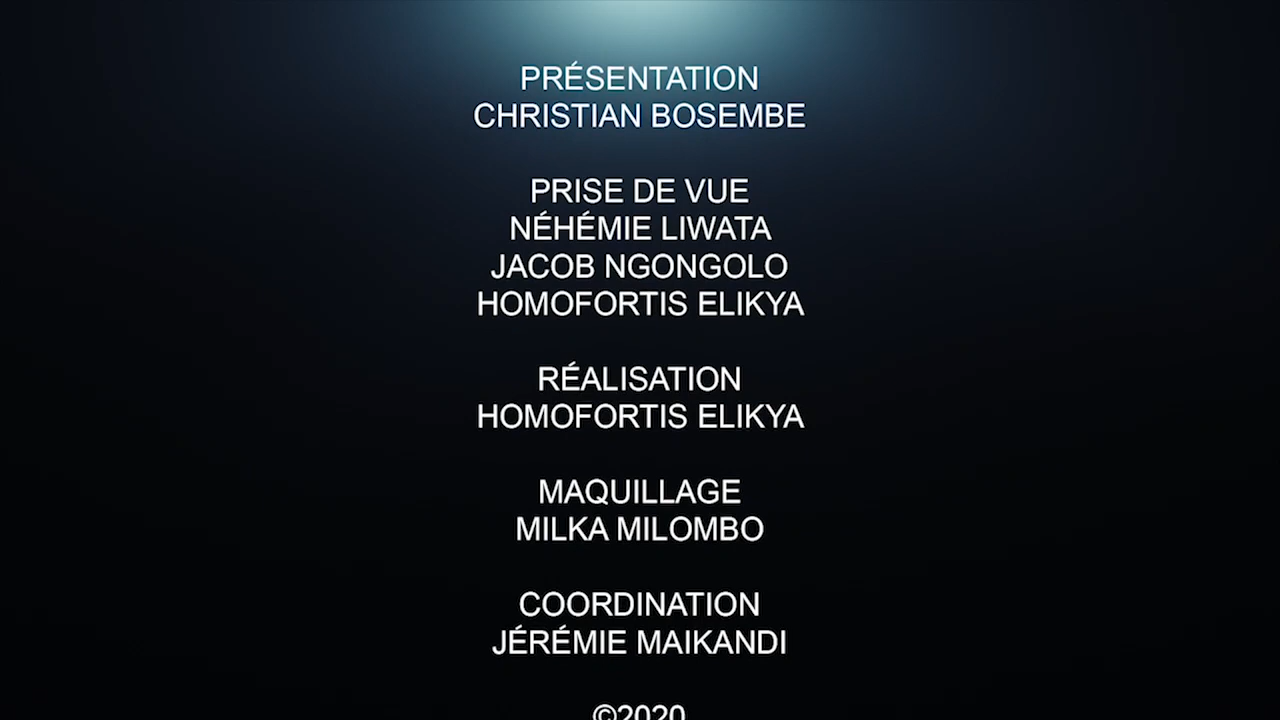 PRÉSENTATION
CHRISTIAN BOSEMBE
PRISE DE VUE
NÉHÉMIE LIWATA
JACOB NGONGOLO
HOMOFORTIS ELIKYA
RÉALISATION
HOMOFORTIS ELIKYA
MAQUILLAGE
MILKA MILOMBO
COORDINATION
JÉRÉMIE MAIKANDI
©2020